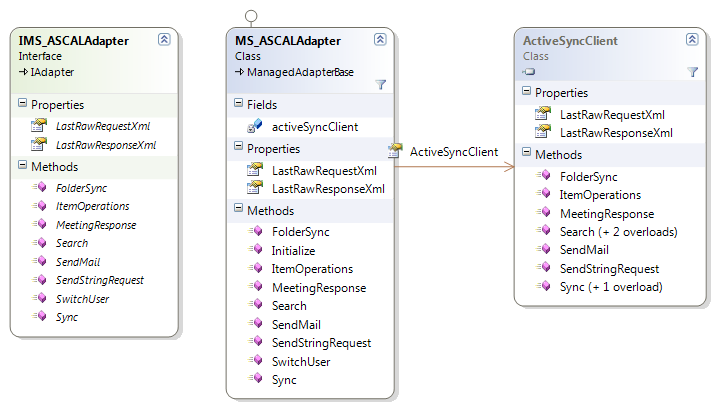 IMS_ASCALAdapter
Interface
IAdapter
Properties
LastRawRequestXml
LastRawResponseXml
Methods
FolderSync
ItemOperations
MeetingResponse
Search
SendMail
SendStringRequest
SwitchUser
Sync
MS_ASCALAdapter
Class
ManagedAdapterBase
Fields
activeSyncClient
Properties
LastRawRequestXml
LastRawResponseXml
Methods
FolderSync
Initialize
ItemOperations
MeetingResponse
Search
SendMail
SendStringRequest
SwitchUser
Sync
ActiveSyncClient
ActiveSyncClient
Class
Properties
LastRawRequestXml
LastRawResponseXml
Methods
FolderSync
ItemOperations
MeetingResponse
Search (+ 2 overloads)
SendMail
SendStringRequest
Sync (+ 1 overload)